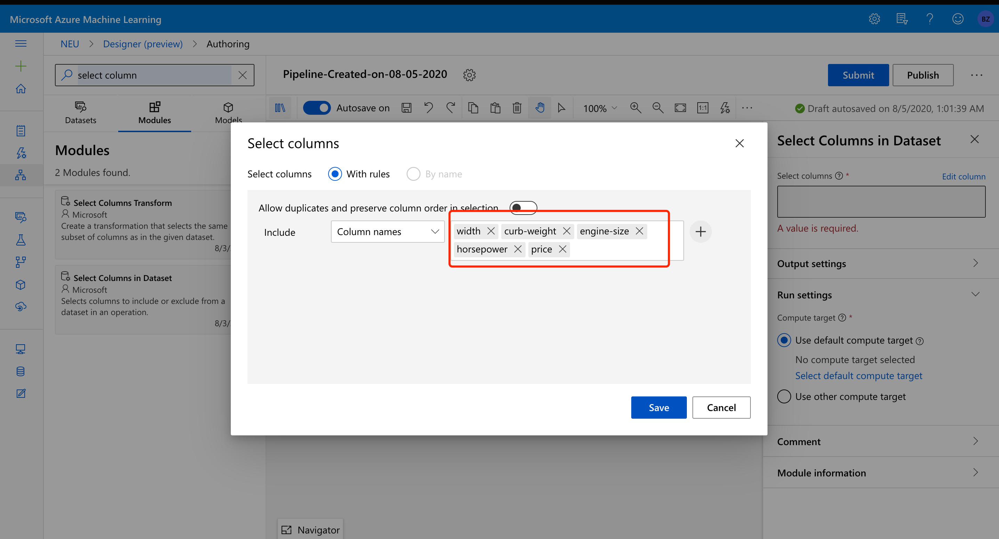 Microsoft Azure Machine Learning
BZ
NEU > Designer (preview) > Authoring
select column
Pipeline-Created-on-08-05-2020
Submit
Publish
Datasets
Modules
Models
Autosave on
100%
1:1
Draft autosaved on 8/5/2020, 1:01:39 AM
Modules
2 Modules found.
Select Columns Transform
Microsoft
Create a transformation that selects the same
subset of columns as in the given dataset.
8/3/
Select Columns in Dataset
Microsoft
Selects columns to include or exclude from a
dataset in an operation.
8/3/
Select columns
Select columns
With rules
By name
Allow duplicates and preserve column order in selection
Include
Column names
width
curb-weight
engine-size
horsepower
price
Save
Cancel
Select Columns in Dataset
Select columns ? *
Edit column
A value is required.
Output settings
Run settings
Compute target ? *
Use default compute target ?
No compute target selected
Select default compute target
Use other compute target
Comment
Module information
Navigator